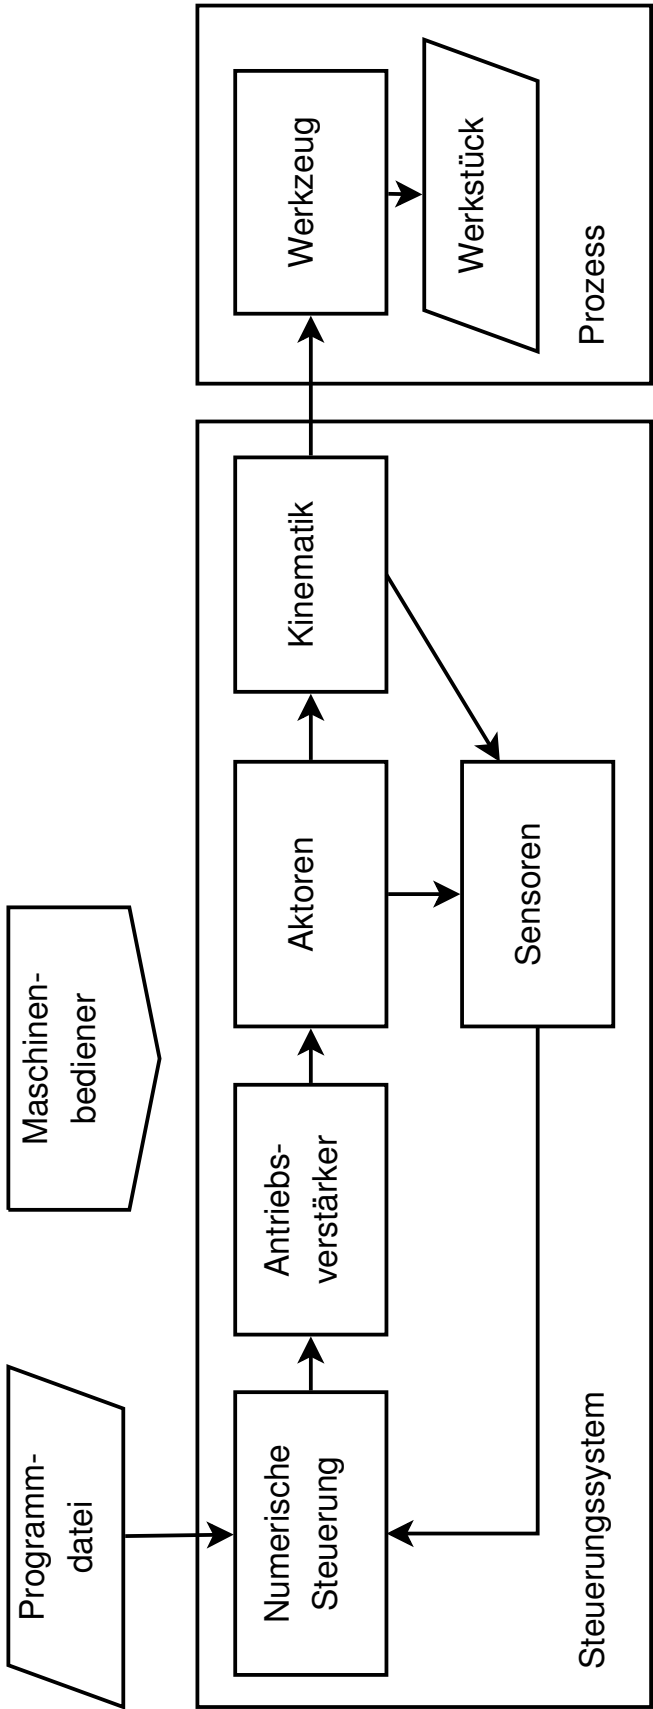 Programm-
datei
Maschinen-
bediener
Numerische
Steuerung
Antriebs-
verstärker
Aktoren
Kinematik
Werkzeug
Sensoren
Werkstück
Steuerungssystem
Prozess